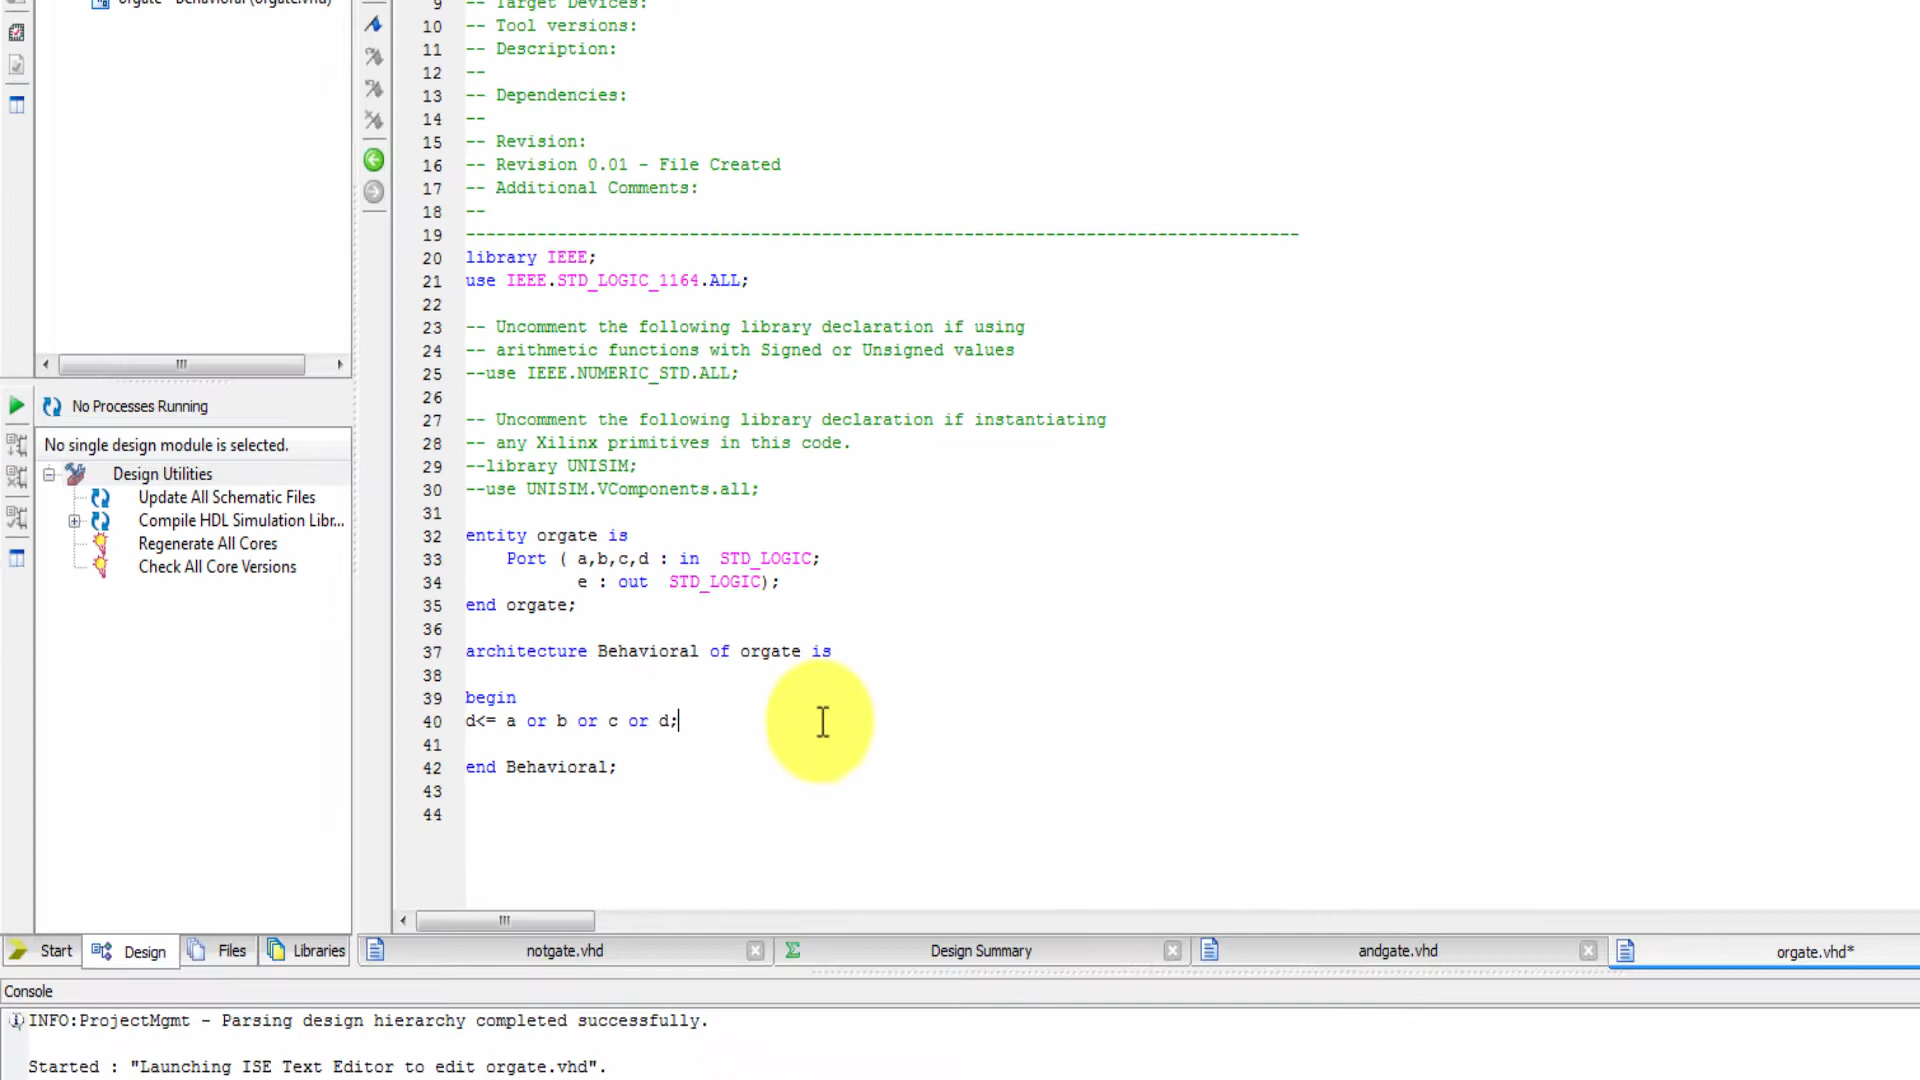 orgate - Behavioral (orgate.vhd)
No Processes Running
No single design module is selected.
Design Utilities
Update All Schematic Files
Compile HDL Simulation Libr...
Regenerate All Cores
Check All Core Versions
Start
Design
Files
Libraries
9 -- Target Devices:
10 -- Tool versions:
11 -- Description:
12 --
13 -- Dependencies:
14 --
15 -- Revision:
16 -- Revision 0.01 - File Created
17 -- Additional Comments:
18 --
19 ----------------------------------------------------------------------------------
20 library IEEE;
21 use IEEE.STD_LOGIC_1164.ALL;
22
23 -- Uncomment the following library declaration if using
24 -- arithmetic functions with Signed or Unsigned values
25 --use IEEE.NUMERIC_STD.ALL;
26
27 -- Uncomment the following library declaration if instantiating
28 -- any Xilinx primitives in this code.
29 --library UNISIM;
30 --use UNISIM.VComponents.all;
31
32 entity orgate is
33     Port ( a,b,c,d : in  STD_LOGIC;
34            e : out  STD_LOGIC);
35 end orgate;
36
37 architecture Behavioral of orgate is
38
39 begin
40 d<= a or b or c or d;
41
42 end Behavioral;
43
44
notgate.vhd
Design Summary
andgate.vhd
orgate.vhd*
Console
INFO:ProjectMgmt - Parsing design hierarchy completed successfully.
Started : "Launching ISE Text Editor to edit orgate.vhd".